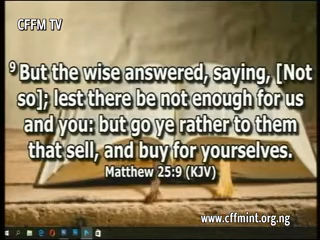 CFFM TV
9 But the wise answered, saying, [Not
so]; lest there be not enough for us
and you: but go ye rather to them
that sell, and buy for yourselves.
Matthew 25:9 (KJV)
www.cffmint.org.ng